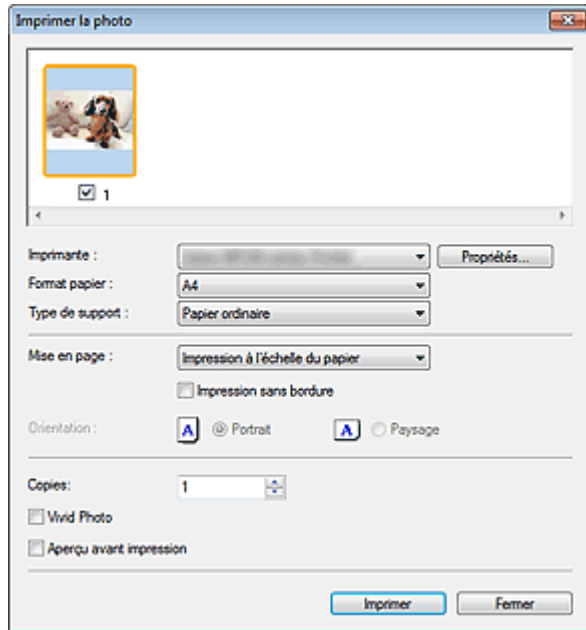 Imprimer la photo
1
Imprimante :
Propriétés...
Format papier :
A4
Type de support :
Papier ordinaire
Mise en page :
Impression à l'échelle du papier
Impression sans bordure
Orientation :
A
Portrait
A
Paysage
Copies:
1
Vivid Photo
Aperçu avant impression
Imprimer
Fermer